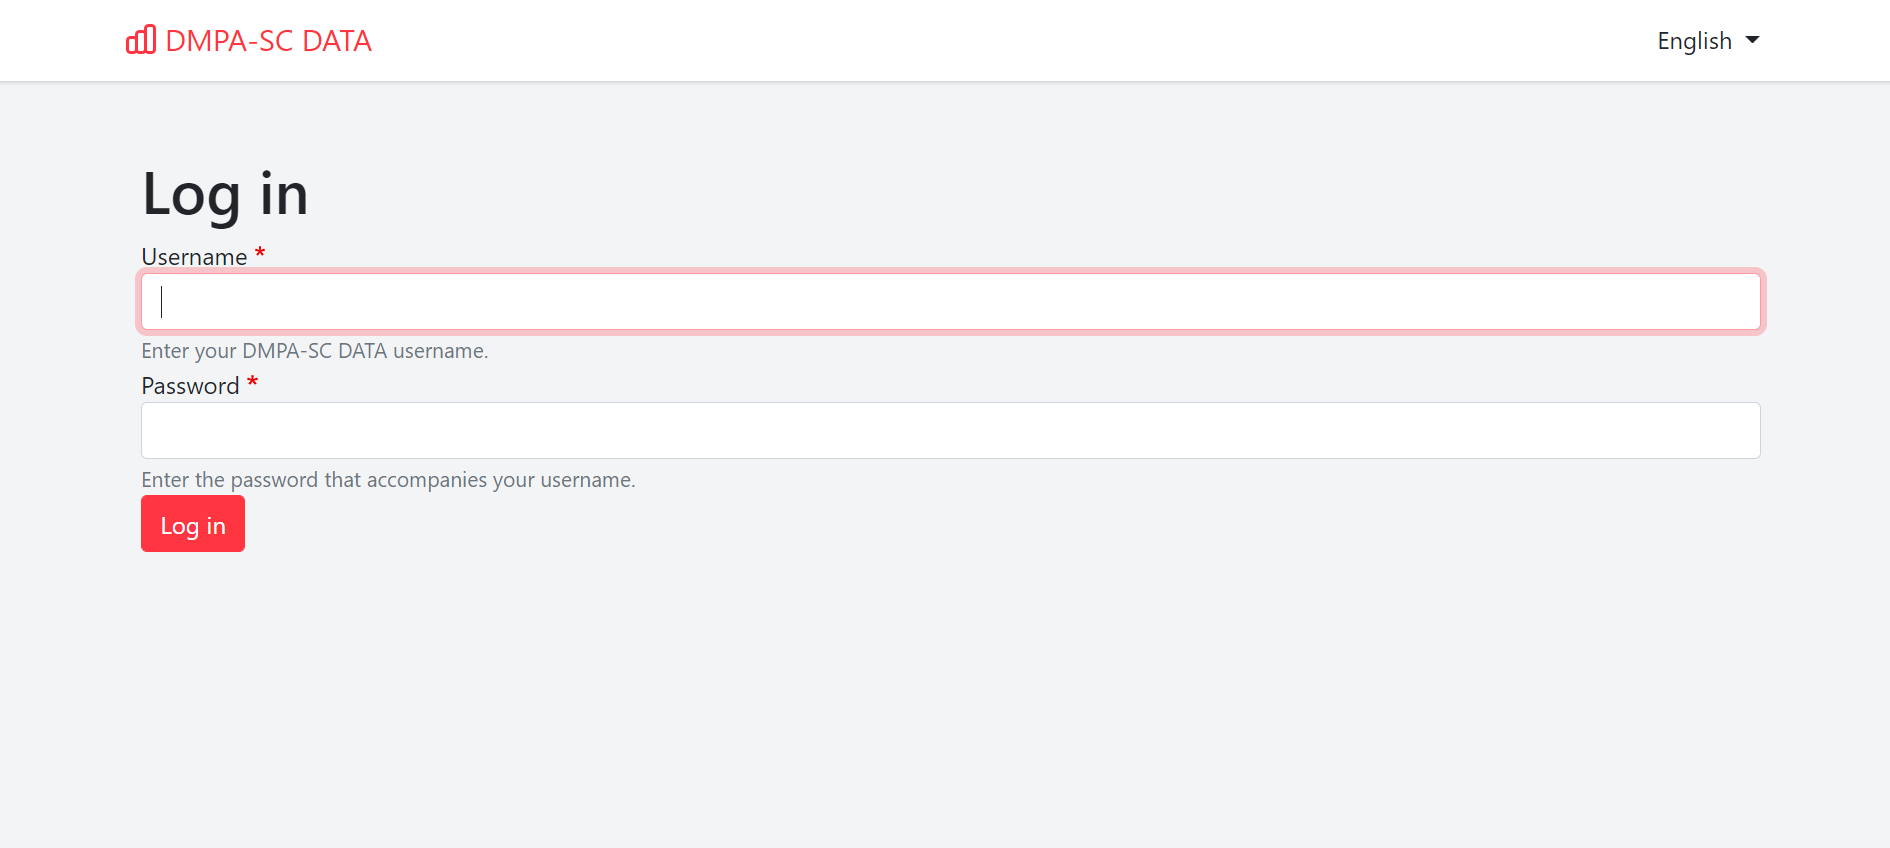 DMPA-SC DATA
English
Log in
Username *
Enter your DMPA-SC DATA username.
Password *
Enter the password that accompanies your username.
Log in